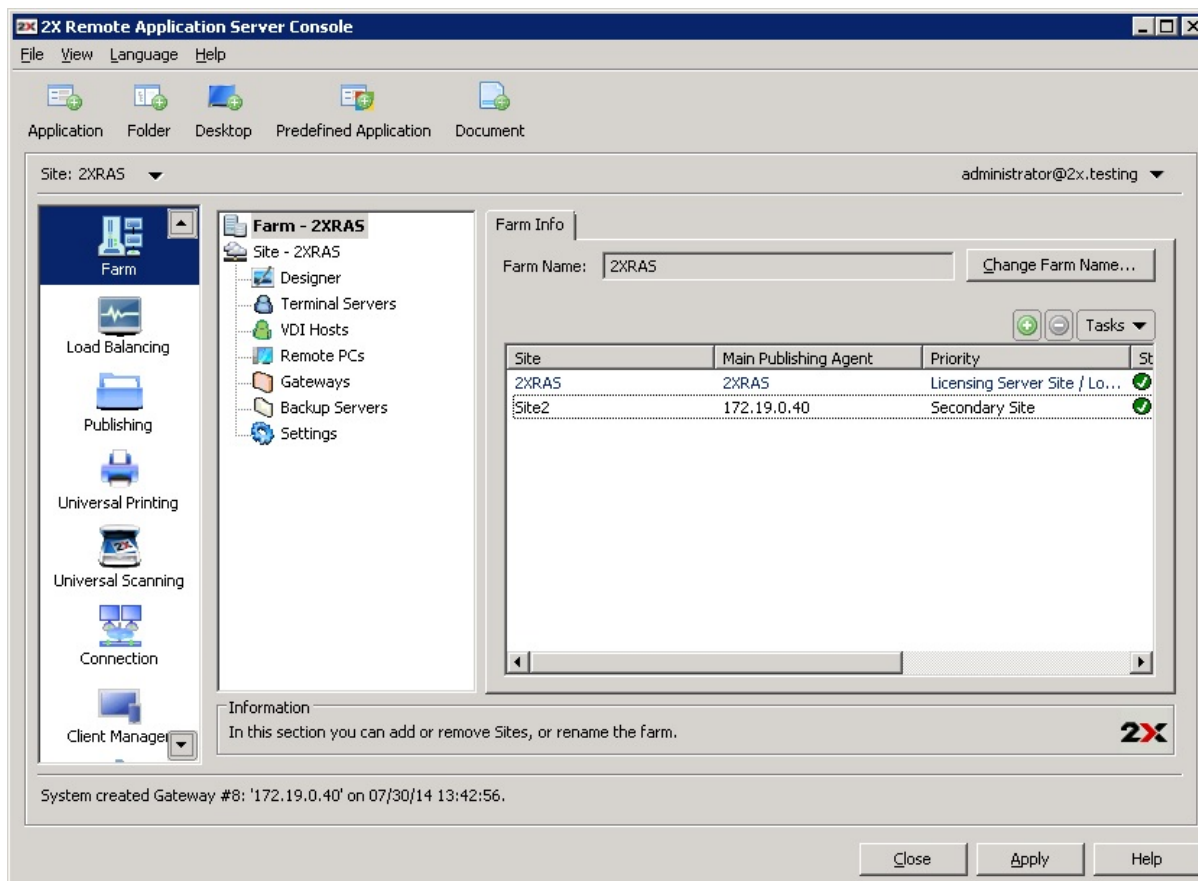 2X Remote Application Server Console
File View Language Help
Application Folder Desktop Predefined Application Document
Site: 2XRAS
administrator@2x.testing
Farm
Load Balancing
Publishing
Universal Printing
Universal Scanning
Connection
Client Manager
Farm - 2XRAS
Site - 2XRAS
Designer
Terminal Servers
VDI Hosts
Remote PCs
Gateways
Backup Servers
Settings
Farm Info
Farm Name: 2XRAS Change Farm Name...
Tasks
Site Main Publishing Agent Priority St
2XRAS 2XRAS Licensing Server Site / Lo...
Site2 172.19.0.40 Secondary Site
Information
In this section you can add or remove Sites, or rename the farm.
2X
System created Gateway #8: '172.19.0.40' on 07/30/14 13:42:56.
Close Apply Help